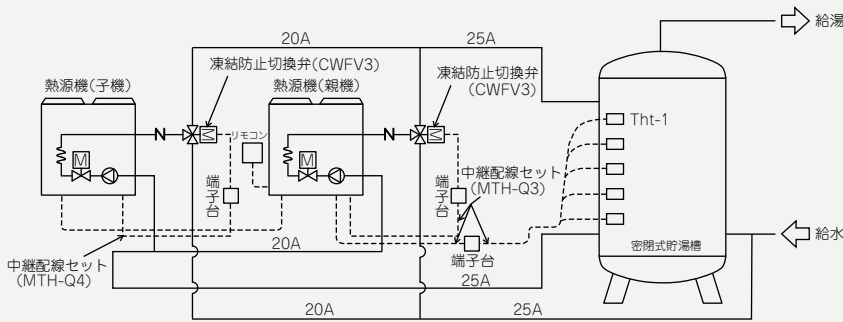 20A
25A
給湯
凍結防止切換弁(CWFV3)
凍結防止切換弁
(CWFV3)
熱源機(子機)
熱源機(親機)
リモコン
Tht-1
M
M
端子台
端子台
中継配線セット
(MTH-Q3)
20A
端子台
密閉式貯湯槽
給水
中継配線セット
(MTH-Q4)
25A
20A
25A